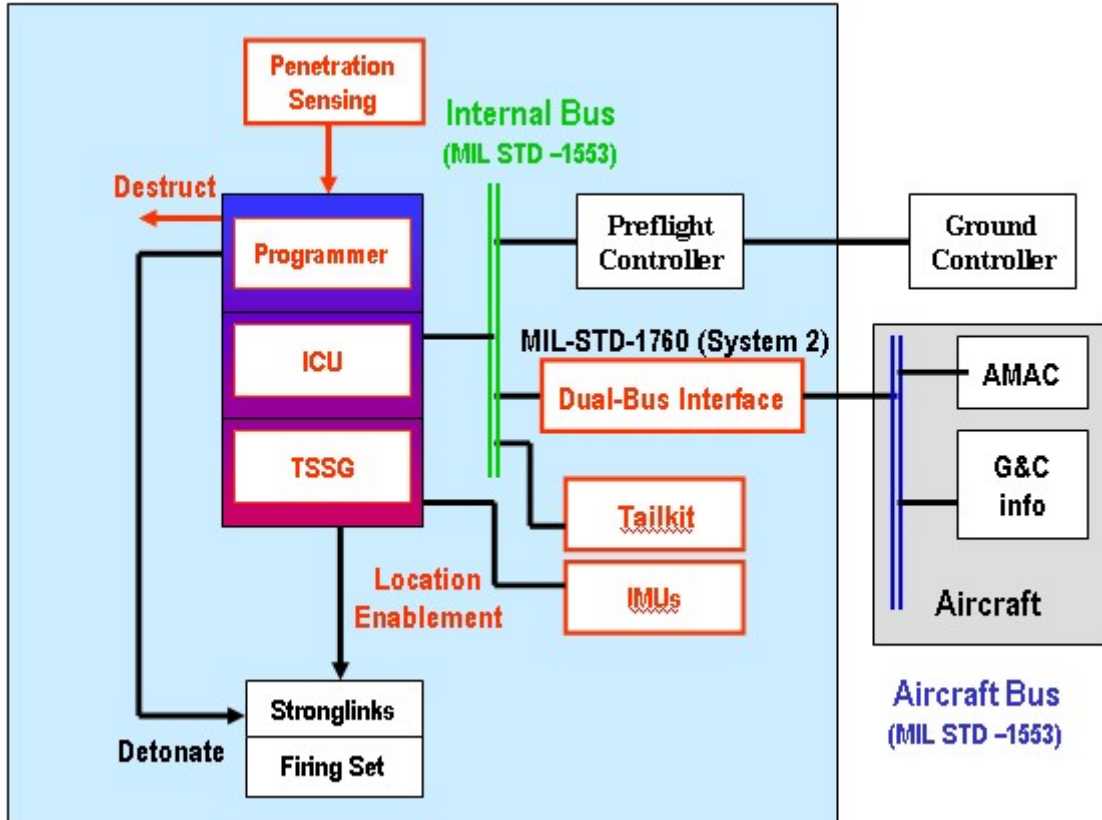 Penetration
Sensing
Internal Bus
(MIL STD –1553)
Destruct
Programmer
Preflight
Controller
Ground
Controller
MIL-STD-1760 (System 2)
ICU
Dual-Bus Interface
AMAC
TSSG
G&C
info
Tailkit
Location
Enablement
IMUs
Aircraft
Stronglinks
Aircraft Bus
(MIL STD –1553)
Detonate
Firing Set